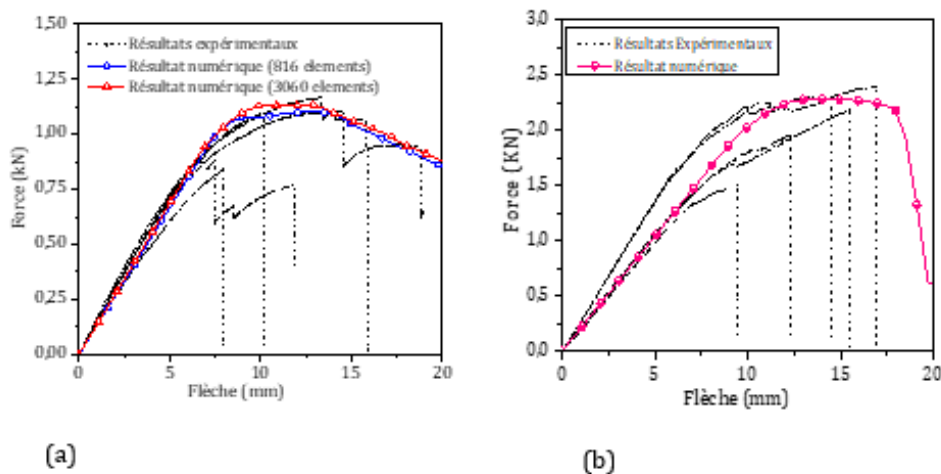 1,50
1,25
1,00
0,75
0,50
0,25
0,00
Force (kN)
Résultats expérimentaux
Résultat numérique (816 elements)
Résultat numérique (3060 elements)
0 5 10 15 20
Flèche (mm)
(a)
3,0
2,5
2,0
1,5
1,0
0,5
0,0
Force (KN)
Résultats Expérimentaux
Résultat numérique
0 5 10 15 20
Flèche (mm)
(b)